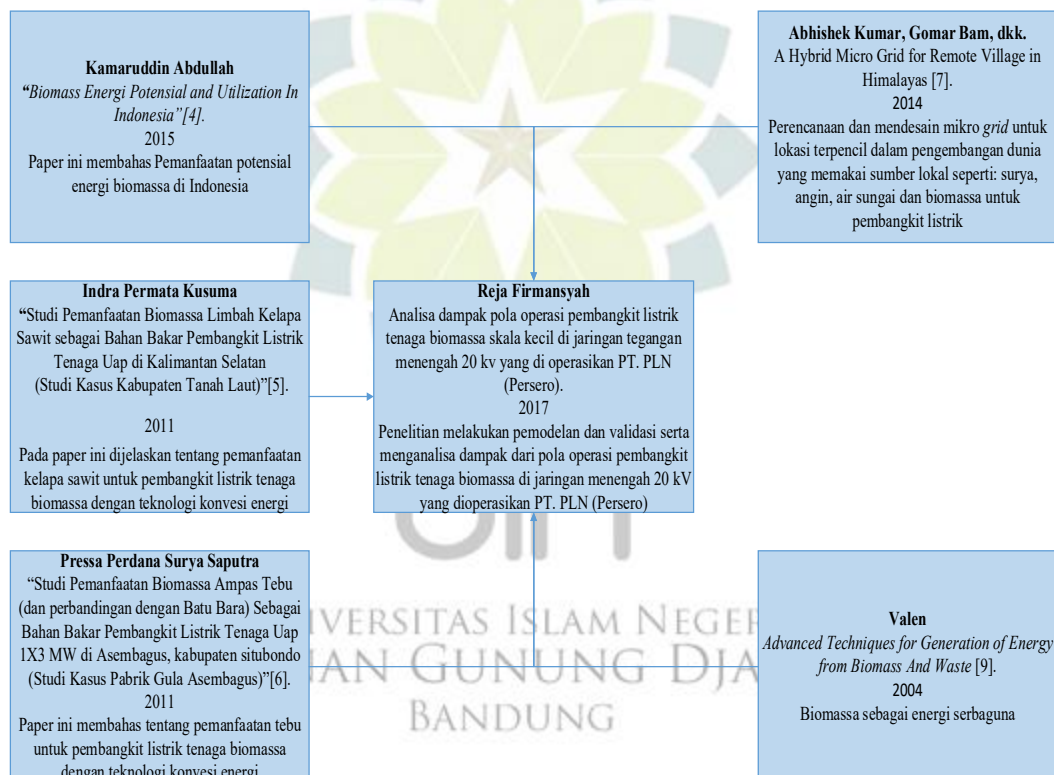 Kamaruddin Abdullah
“Biomass Energi Potensial and Utilization In
Indonesia”[4].
2015
Paper ini membahas Pemanfaatan potensial
energi biomassa di Indonesia
Abhishek Kumar, Gomar Bam, dkk.
A Hybrid Micro Grid for Remote Village in
Himalayas [7].
2014
Perencanaan dan mendesain mikro grid untuk
lokasi terpencil dalam pengembangan dunia
yang memakai sumber lokal seperti: surya,
angin, air sungai dan biomassa untuk
pembangkit listrik
Indra Permata Kusuma
“Studi Pemanfaatan Biomassa Limbah Kelapa
Sawit sebagai Bahan Bakar Pembangkit Listrik
Tenaga Uap di Kalimantan Selatan
(Studi Kasus Kabupaten Tanah Laut)”[5].
2011
Pada paper ini dijelaskan tentang pemanfaatan
kelapa sawit untuk pembangkit listrik tenaga
biomassa dengan teknologi konvesi energi
Reja Firmansyah
Analisa dampak pola operasi pembangkit listrik
tenaga biomassa skala kecil di jaringan tegangan
menengah 20 kv yang di operasikan PT. PLN
(Persero).
2017
Penelitian melakukan pemodelan dan validasi serta
menganalisa dampak dari pola operasi pembangkit
listrik tenaga biomassa di jaringan menengah 20 kV
yang dioperasikan PT. PLN (Persero)
Pressa Perdana Surya Saputra
“Studi Pemanfaatan Biomassa Ampas Tebu
(dan perbandingan dengan Batu Bara) Sebagai
Bahan Bakar Pembangkit Listrik Tenaga Uap
1X3 MW di Asembagus, kabupaten situbondo
(Studi Kasus Pabrik Gula Asembagus)”[6].
2011
Paper ini membahas tentang pemanfaatan tebu
untuk pembangkit listrik tenaga biomassa
dengan teknologi konvesi energi
Valen
Advanced Techniques for Generation of Energy
from Biomass And Waste [9].
2004
Biomassa sebagai energi serbaguna
IVERSITAS ISLAM NEGER
NAN GUNUNG DJA
BANDUNG